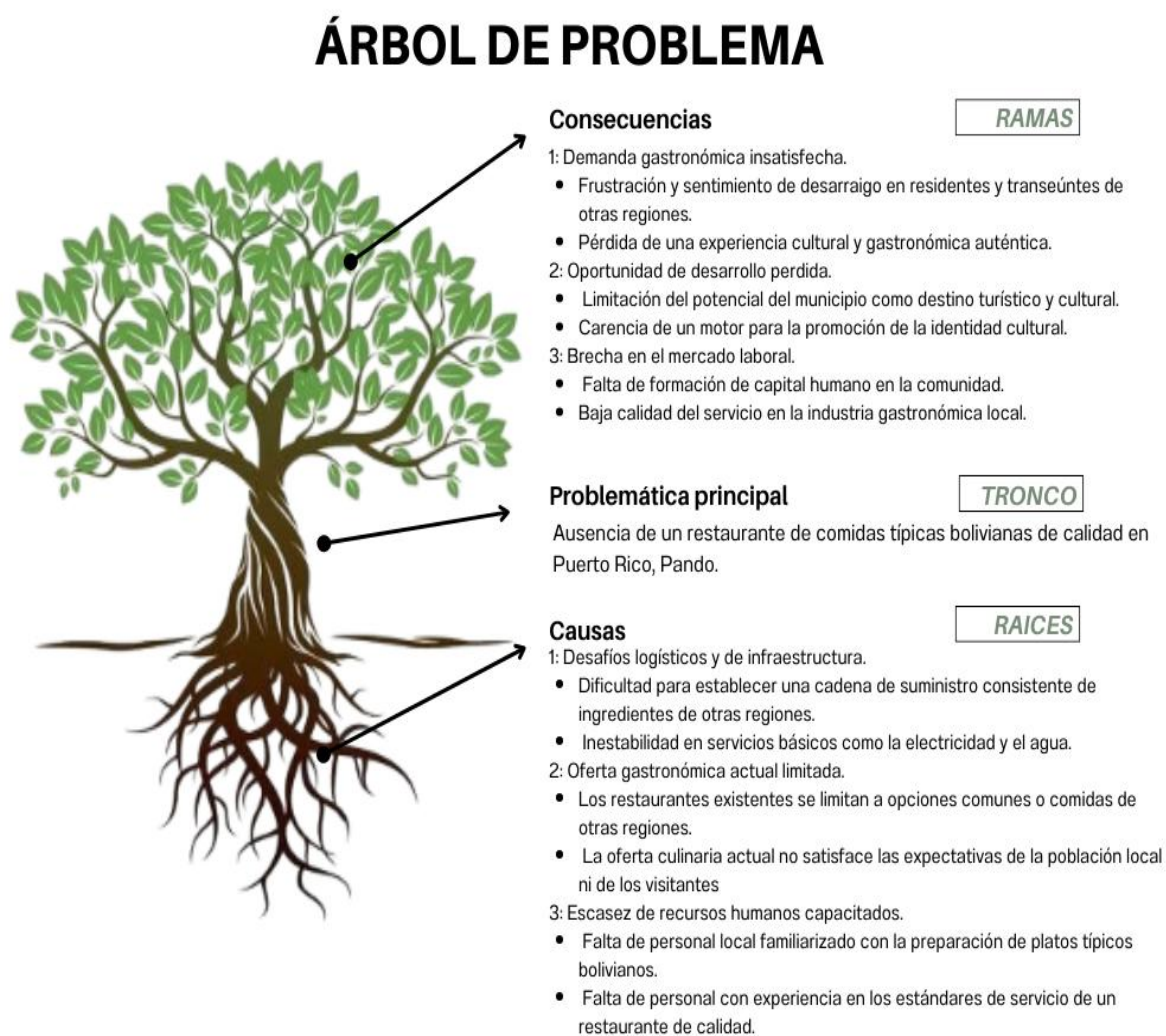 ÁRBOL DE PROBLEMA
Consecuencias
RAMAS
1: Demanda gastronómica insatisfecha.
• Frustración y sentimiento de desarraigo en residentes y transeúntes de
otras regiones.
• Pérdida de una experiencia cultural y gastronómica auténtica.
2: Oportunidad de desarrollo perdida.
• Limitación del potencial del municipio como destino turístico y cultural.
• Carencia de un motor para la promoción de la identidad cultural.
3: Brecha en el mercado laboral.
• Falta de formación de capital humano en la comunidad.
• Baja calidad del servicio en la industria gastronómica local.
Problemática principal
TRONCO
Ausencia de un restaurante de comidas típicas bolivianas de calidad en
Puerto Rico, Pando.
Causas
RAICES
1: Desafíos logísticos y de infraestructura.
• Dificultad para establecer una cadena de suministro consistente de
ingredientes de otras regiones.
• Inestabilidad en servicios básicos como la electricidad y el agua.
2: Oferta gastronómica actual limitada.
• Los restaurantes existentes se limitan a opciones comunes o comidas de
otras regiones.
• La oferta culinaria actual no satisface las expectativas de la población local
ni de los visitantes
3: Escasez de recursos humanos capacitados.
• Falta de personal local familiarizado con la preparación de platos típicos
bolivianos.
• Falta de personal con experiencia en los estándares de servicio de un
restaurante de calidad.